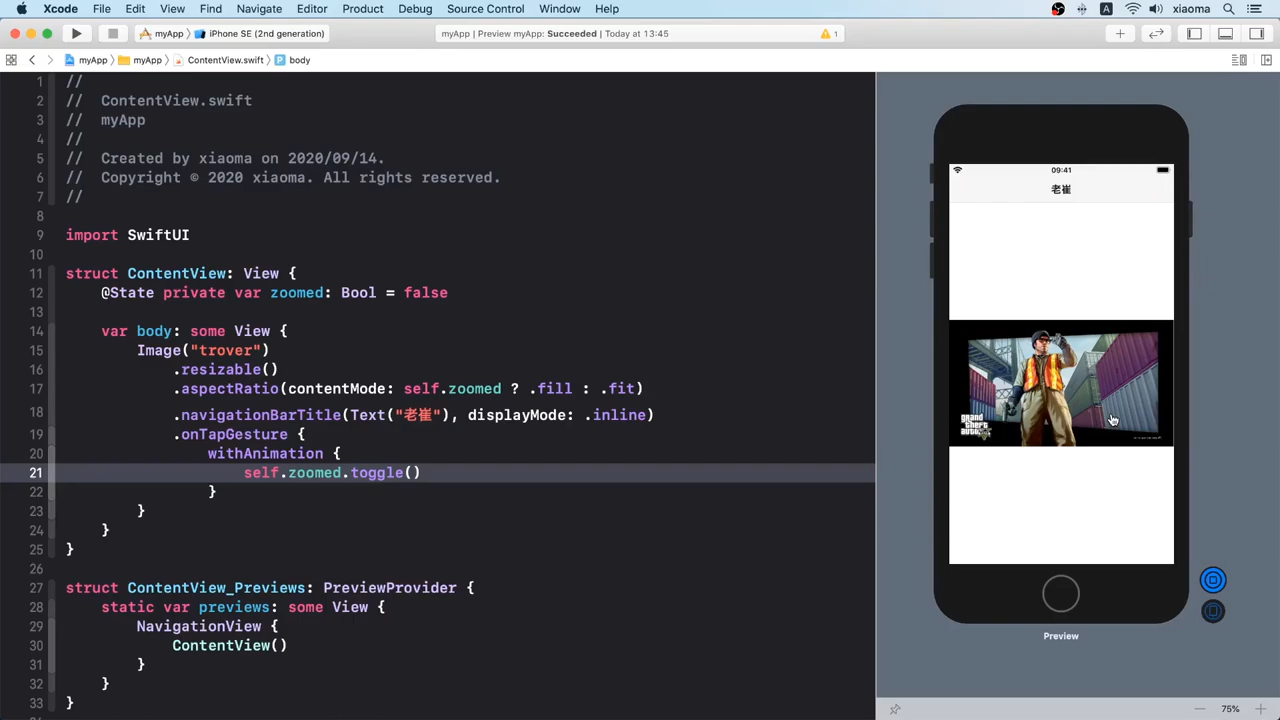 Xcode File Edit View Find Navigate Editor Product Debug Source Control Window Help A xiaoma
myApp iPhone SE (2nd generation) myApp | Preview myApp: Succeeded | Today at 13:45 1
myApp myApp ContentView.swift P body
1 //
2 // ContentView.swift
3 // myApp
4 //
5 // Created by xiaoma on 2020/09/14.
6 // Copyright © 2020 xiaoma. All rights reserved.
7 //
8
9 import SwiftUI
10
11 struct ContentView: View {
12 @State private var zoomed: Bool = false
13
14 var body: some View {
15 Image("trover")
16 .resizable()
17 .aspectRatio(contentMode: self.zoomed ? .fill : .fit)
18 .navigationBarTitle(Text("老崔"), displayMode: .inline)
19 .onTapGesture {
20 withAnimation {
21 self.zoomed.toggle()
22 }
23 }
24 }
25 }
26
27 struct ContentView_Previews: PreviewProvider {
28 static var previews: some View {
29 NavigationView {
30 ContentView()
31 }
32 }
33 }
09:41
老崔
grand
theft
auto
Preview
75%